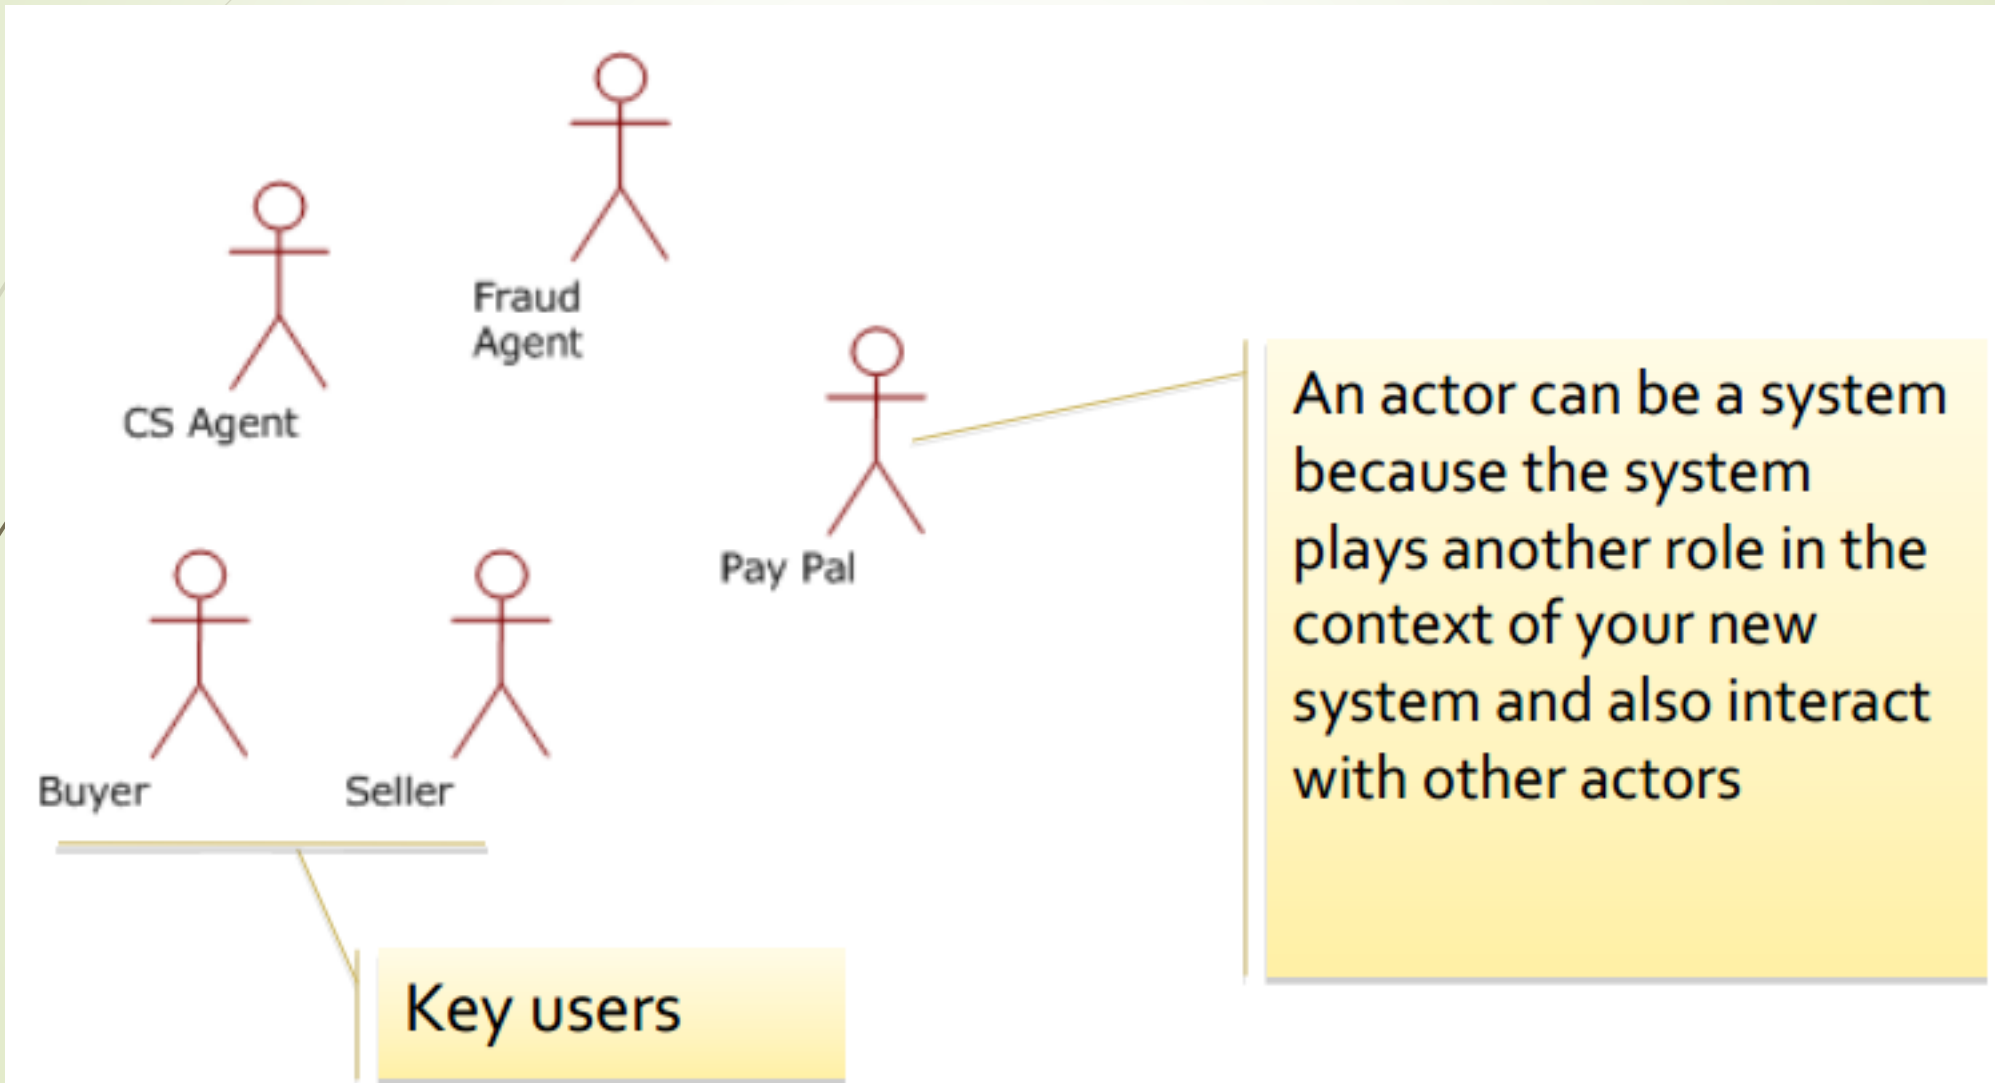 Fraud
Agent
CS Agent
Pay Pal
An actor can be a system
because the system
plays another role in the
context of your new
system and also interact
with other actors
Buyer
Seller
Key users